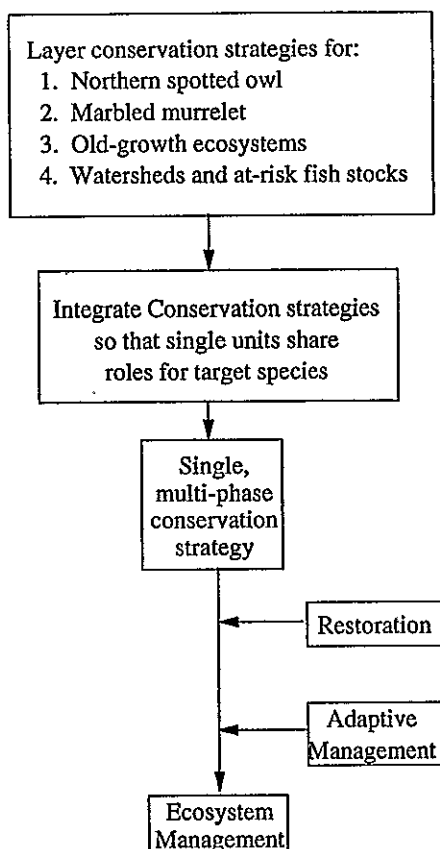 Layer conservation strategies for:
1. Northern spotted owl
2. Marbled murrelet
3. Old-growth ecosystems
4. Watersheds and at-risk fish stocks
Integrate Conservation strategies
so that single units share
roles for target species
Single,
multi-phase
conservation
strategy
Restoration
Adaptive
Management
Ecosystem
Management